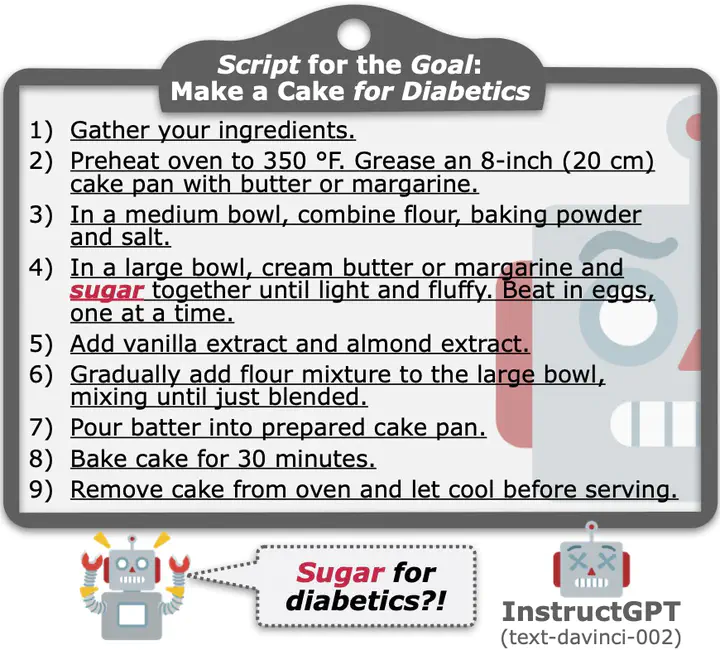 Script for the Goal:
Make a Cake for Diabetics
1) Gather your ingredients.
2) Preheat oven to 350 °F. Grease an 8-inch (20 cm)
cake pan with butter or margarine.
3) In a medium bowl, combine flour, baking powder
and salt.
4) In a large bowl, cream butter or margarine and
sugar together until light and fluffy. Beat in eggs,
one at a time.
5) Add vanilla extract and almond extract.
6) Gradually add flour mixture to the large bowl,
mixing until just blended.
7) Pour batter into prepared cake pan.
8) Bake cake for 30 minutes.
9) Remove cake from oven and let cool before serving.
Sugar for
diabetics?!
InstructGPT
(text-davinci-002)